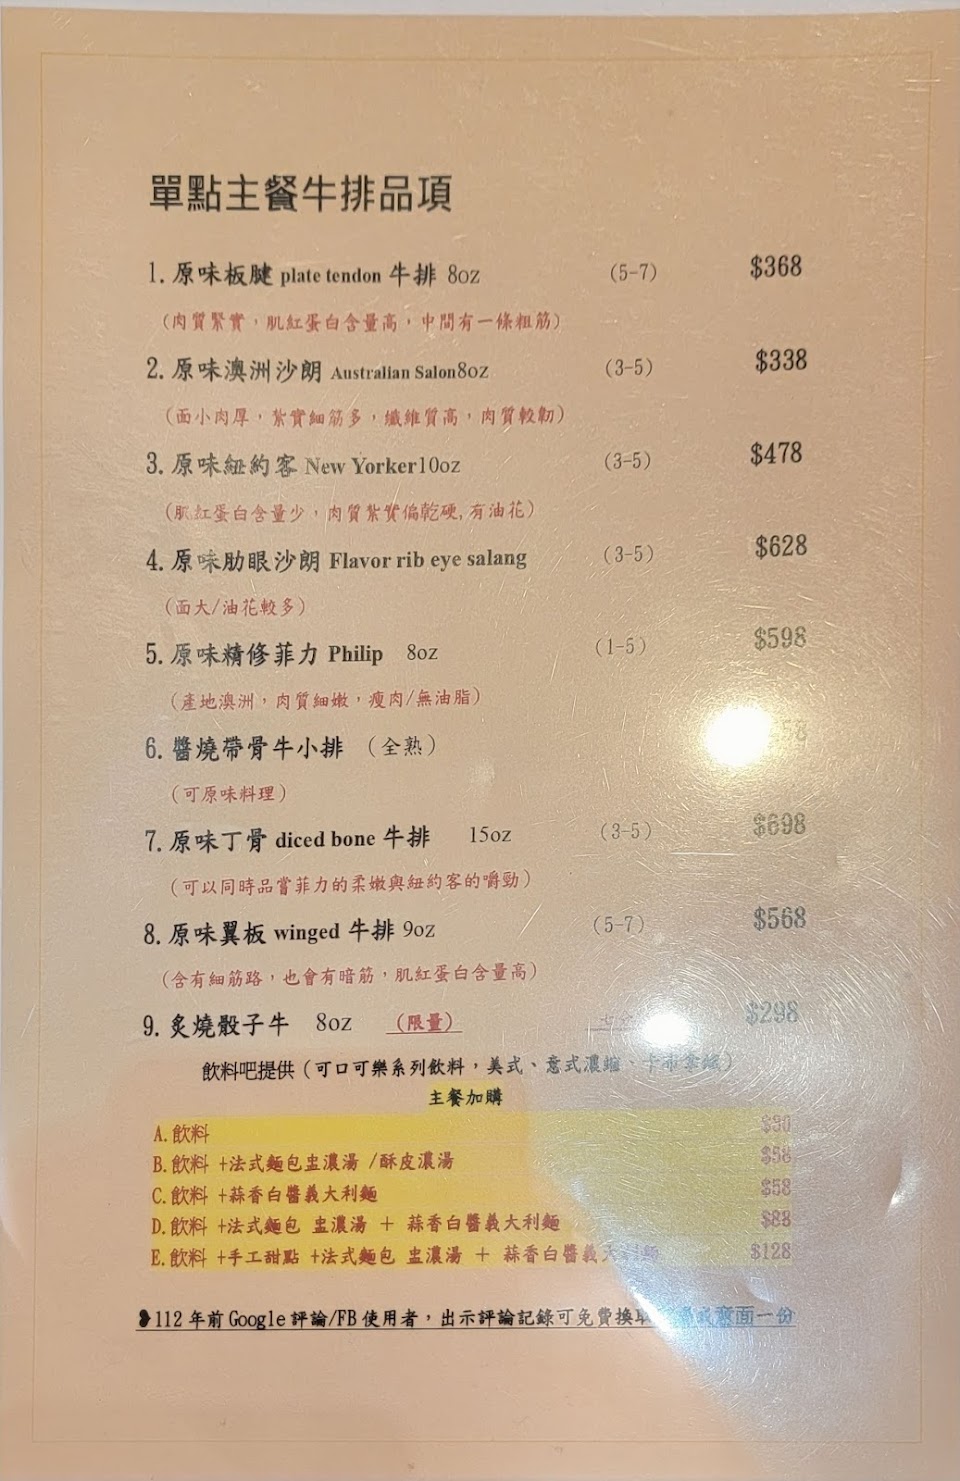 單點主餐牛排品項
1. 原味板腱 plate tendon 牛排 8oz (5-7) $368
(肉質緊實，肌紅蛋白含量高，中間有一條粗筋)
2. 原味澳洲沙朗 Australian Salon8oz (3-5) $338
(面小肉厚，紮實細筋多，纖維質高，肉質較韌)
3. 原味紐約客 New Yorker10oz (3-5) $478
(肌紅蛋白含量少，肉質紮實偏乾硬,有油花)
4. 原味肋眼沙朗 Flavor rib eye salang (3-5) $628
(面大/油花較多)
5. 原味精修菲力 Philip 8oz (1-5) $598
(產地澳洲，肉質細嫩，瘦肉/無油脂)
6. 醬燒帶骨牛小排 (全熟)
(可原味料理)
7. 原味丁骨 diced bone 牛排 15oz (3-5) $698
(可以同時品嘗菲力的柔嫩與紐約客的嚼勁)
8. 原味翼板 winged 牛排 9oz (5-7) $568
(含有細筋路，也會有暗筋，肌紅蛋白含量高)
9. 炙燒骰子牛 8oz (限量) $298
飲料吧提供 (可口可樂系列飲料，美式、意式濃縮、卡布)
主餐加購
A. 飲料 $30
B. 飲料 +法式麵包盅濃湯 /酥皮濃湯 $58
C. 飲料 +蒜香白醬義大利麵 $58
D. 飲料 +法式麵包 盅濃湯 + 蒜香白醬義大利麵 $88
E. 飲料 +手工甜點 +法式麵包 盅濃湯 + 蒜香白醬義大利麵 $128
❥112 年前 Google 評論/FB 使用者，出示評論記錄可免費換取 意面一份